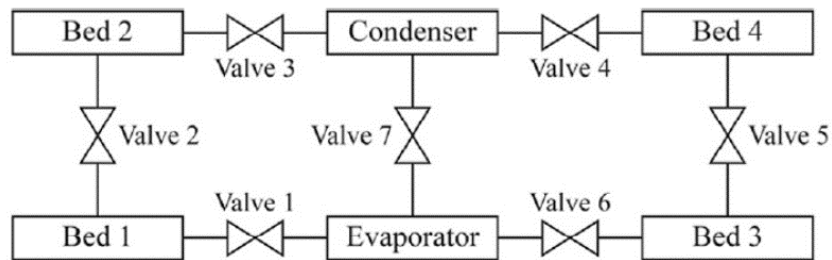 Bed 2
Condenser
Bed 4
Valve 3
Valve 4
Valve 2
Valve 7
Valve 5
Valve 1
Valve 6
Bed 1
Evaporator
Bed 3